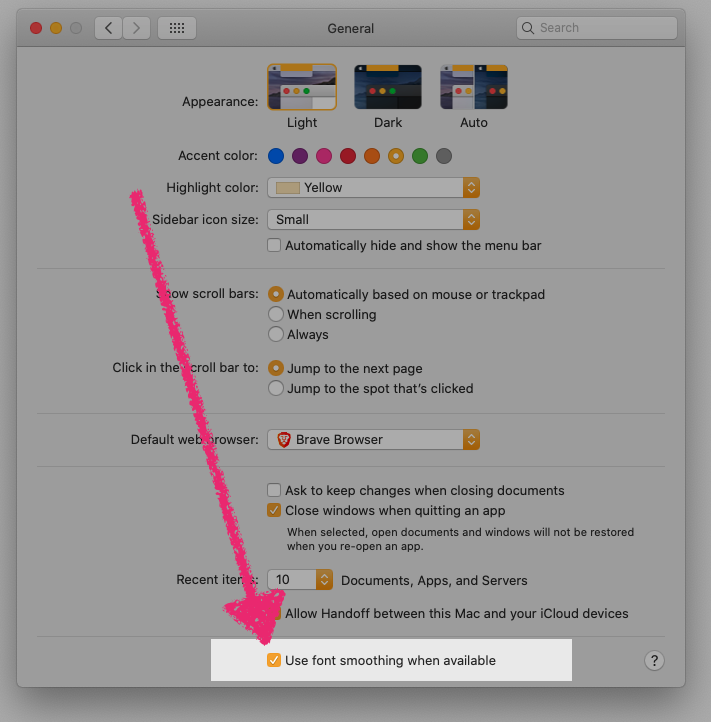 General
Search
Appearance:
Light Dark Auto
Accent color:
Highlight color: Yellow
Sidebar icon size: Small
Automatically hide and show the menu bar
Show scroll bars: Automatically based on mouse or trackpad
When scrolling
Always
Click in the scroll bar to: Jump to the next page
Jump to the spot that's clicked
Default web browser: Brave Browser
Ask to keep changes when closing documents
Close windows when quitting an app
When selected, open documents and windows will not be restored
when you re-open an app.
Recent items: 10 Documents, Apps, and Servers
Allow Handoff between this Mac and your iCloud devices
Use font smoothing when available ?